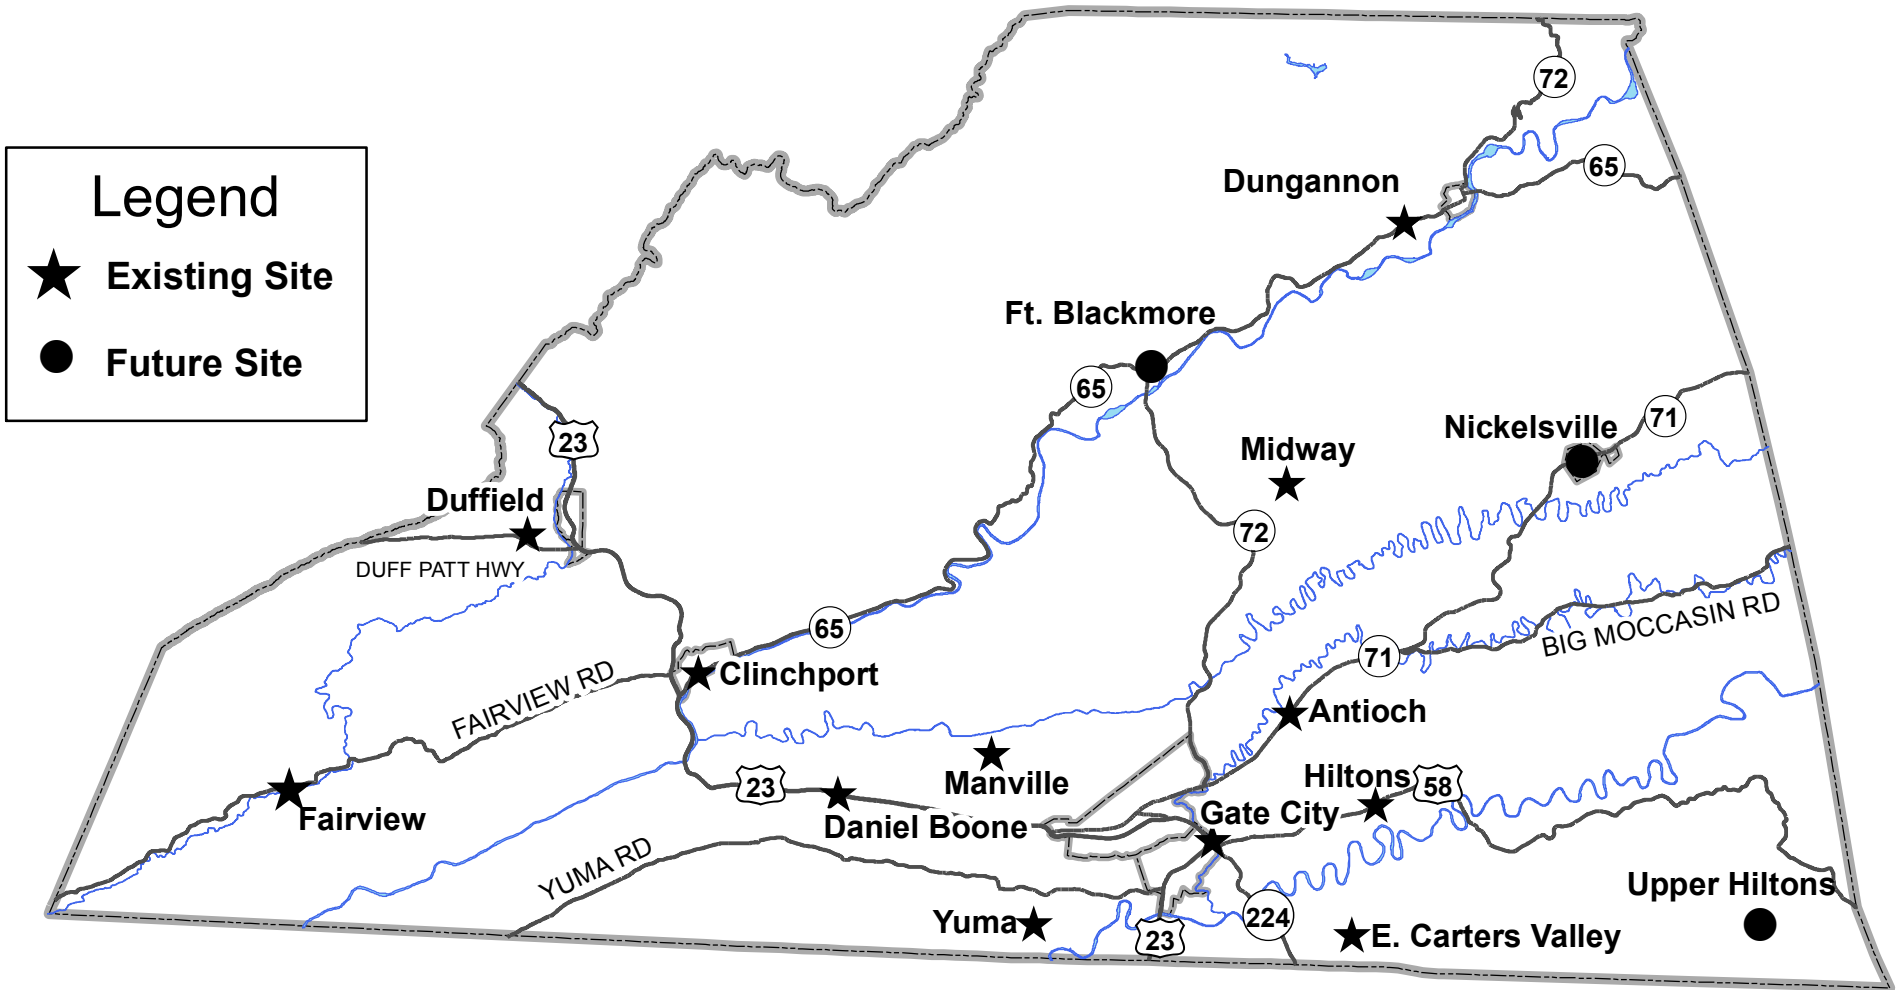 72
65
Dungannon
Legend
Existing Site
Future Site
Ft. Blackmore
65
71
Nickelsville
23
Midway
Duffield
72
DUFF PATT HWY
65
BIG MOCCASIN RD
71
Clinchport
FAIRVIEW RD
Antioch
23
Manville
Hiltons
58
Fairview
Daniel Boone
Gate City
YUMA RD
Upper Hiltons
Yuma
224
23
E. Carters Valley